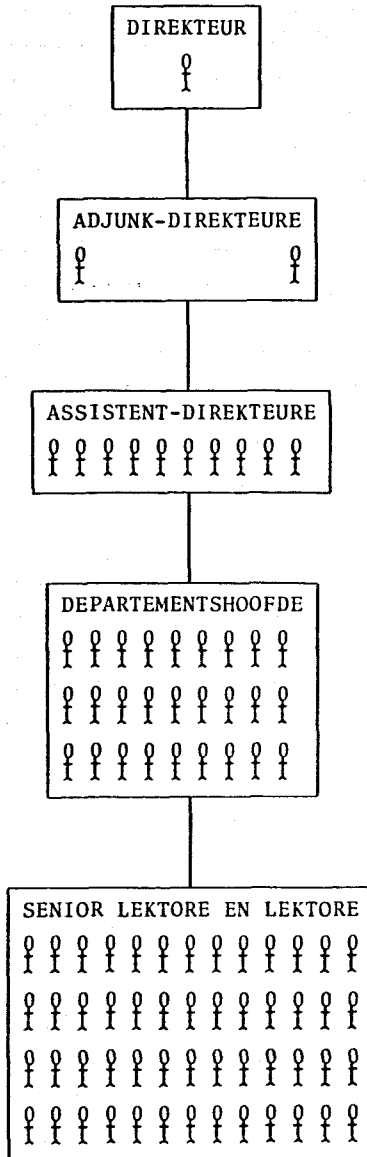 DIREKTEUR
ADJUNK-DIREKTEURE
ASSISTENT-DIREKTEURE
DEPARTEMENTSHOOFDE
SENIOR LEKTORE EN LEKTORE